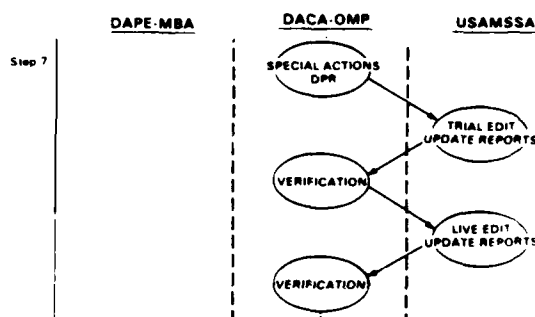 DAPE-MBA DACA-OMP USAMSSA
Step 7
SPECIAL ACTIONS
DPR
TRIAL EDIT
UPDATE REPORTS
VERIFICATION
LIVE EDIT
UPDATE REPORTS
VERIFICATION